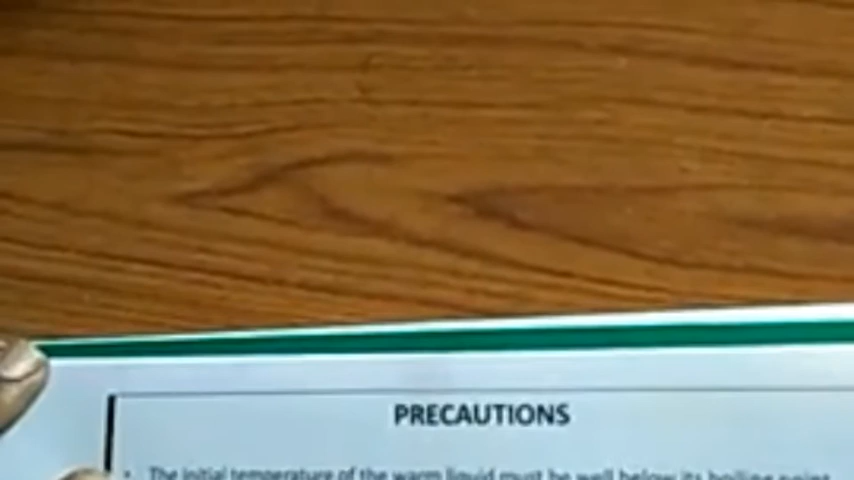 PRECAUTIONS
• The initial temperature of the warm liquid must be well below its boiling point